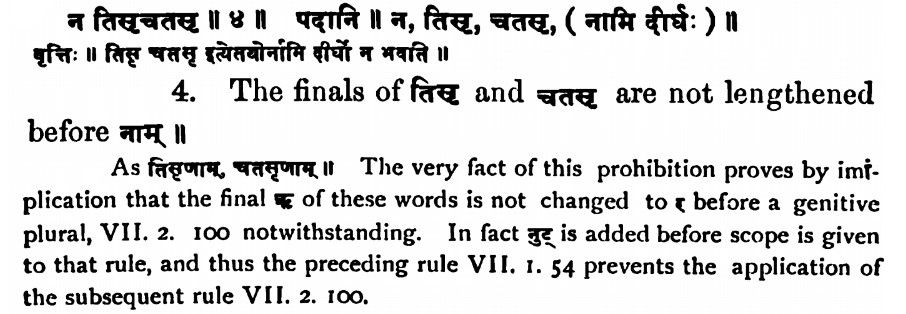 न तिसृचतसृ ॥ ४ ॥ पदानि ॥ न, तिसृ, चतसृ, ( नामि दीर्घः ) ॥
वृत्तिः ॥ तिसृ चतसृ इत्येतयोर्नामि दीर्घो न भवति ॥
4. The finals of तिसृ and चतसृ are not lengthened
before नाम् ॥
As तिसृणाम्, चतसृणाम् ॥ The very fact of this prohibition proves by im-
plication that the final ऋ of these words is not changed to र before a genitive
plural, VII. 2. 100 notwithstanding. In fact नुट् is added before scope is given
to that rule, and thus the preceding rule VII. 1. 54 prevents the application of
the subsequent rule VII. 2. 100.